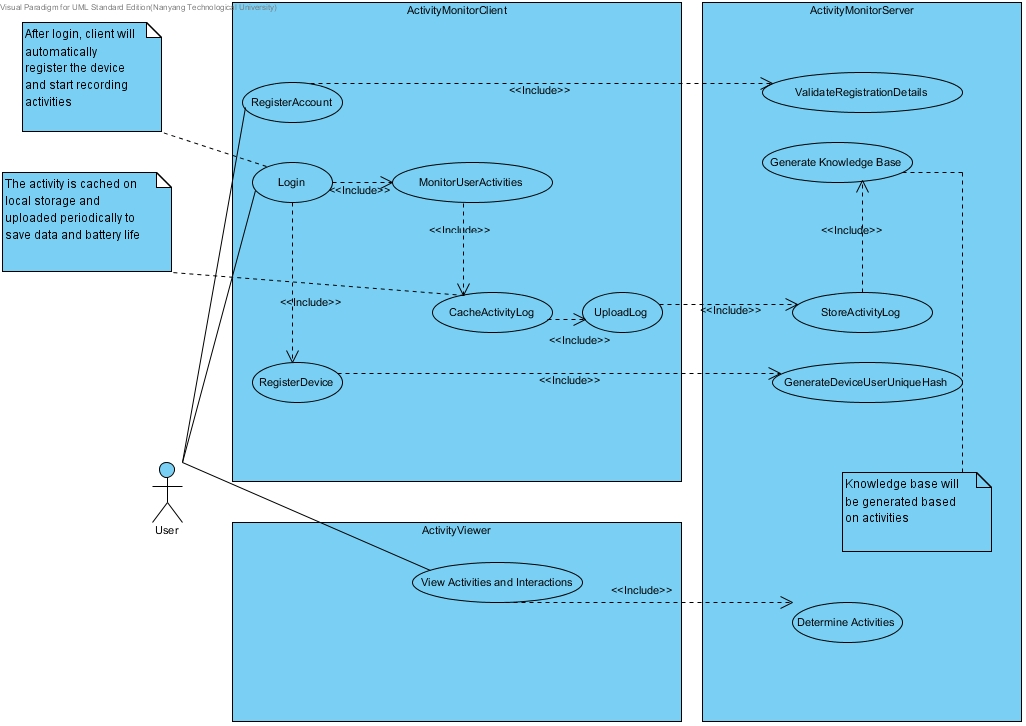 Visual Paradigm for UML Standard Edition(Nanyang Technological University)
After login, client will
automatically
register the device
and start recording
activities
The activity is cached on
local storage and
uploaded periodically to
save data and battery life
User
ActivityMonitorClient
RegisterAccount
<<Include>>
Login
<<Include>>
MonitorUserActivities
<<Include>>
<<Include>>
CacheActivityLog
<<Include>>
UploadLog
<<Include>>
RegisterDevice
<<Include>>
ActivityViewer
View Activities and Interactions
<<Include>>
ActivityMonitorServer
ValidateRegistrationDetails
Generate Knowledge Base
<<Include>>
StoreActivityLog
GenerateDeviceUserUniqueHash
Knowledge base will
be generated based
on activities
Determine Activities